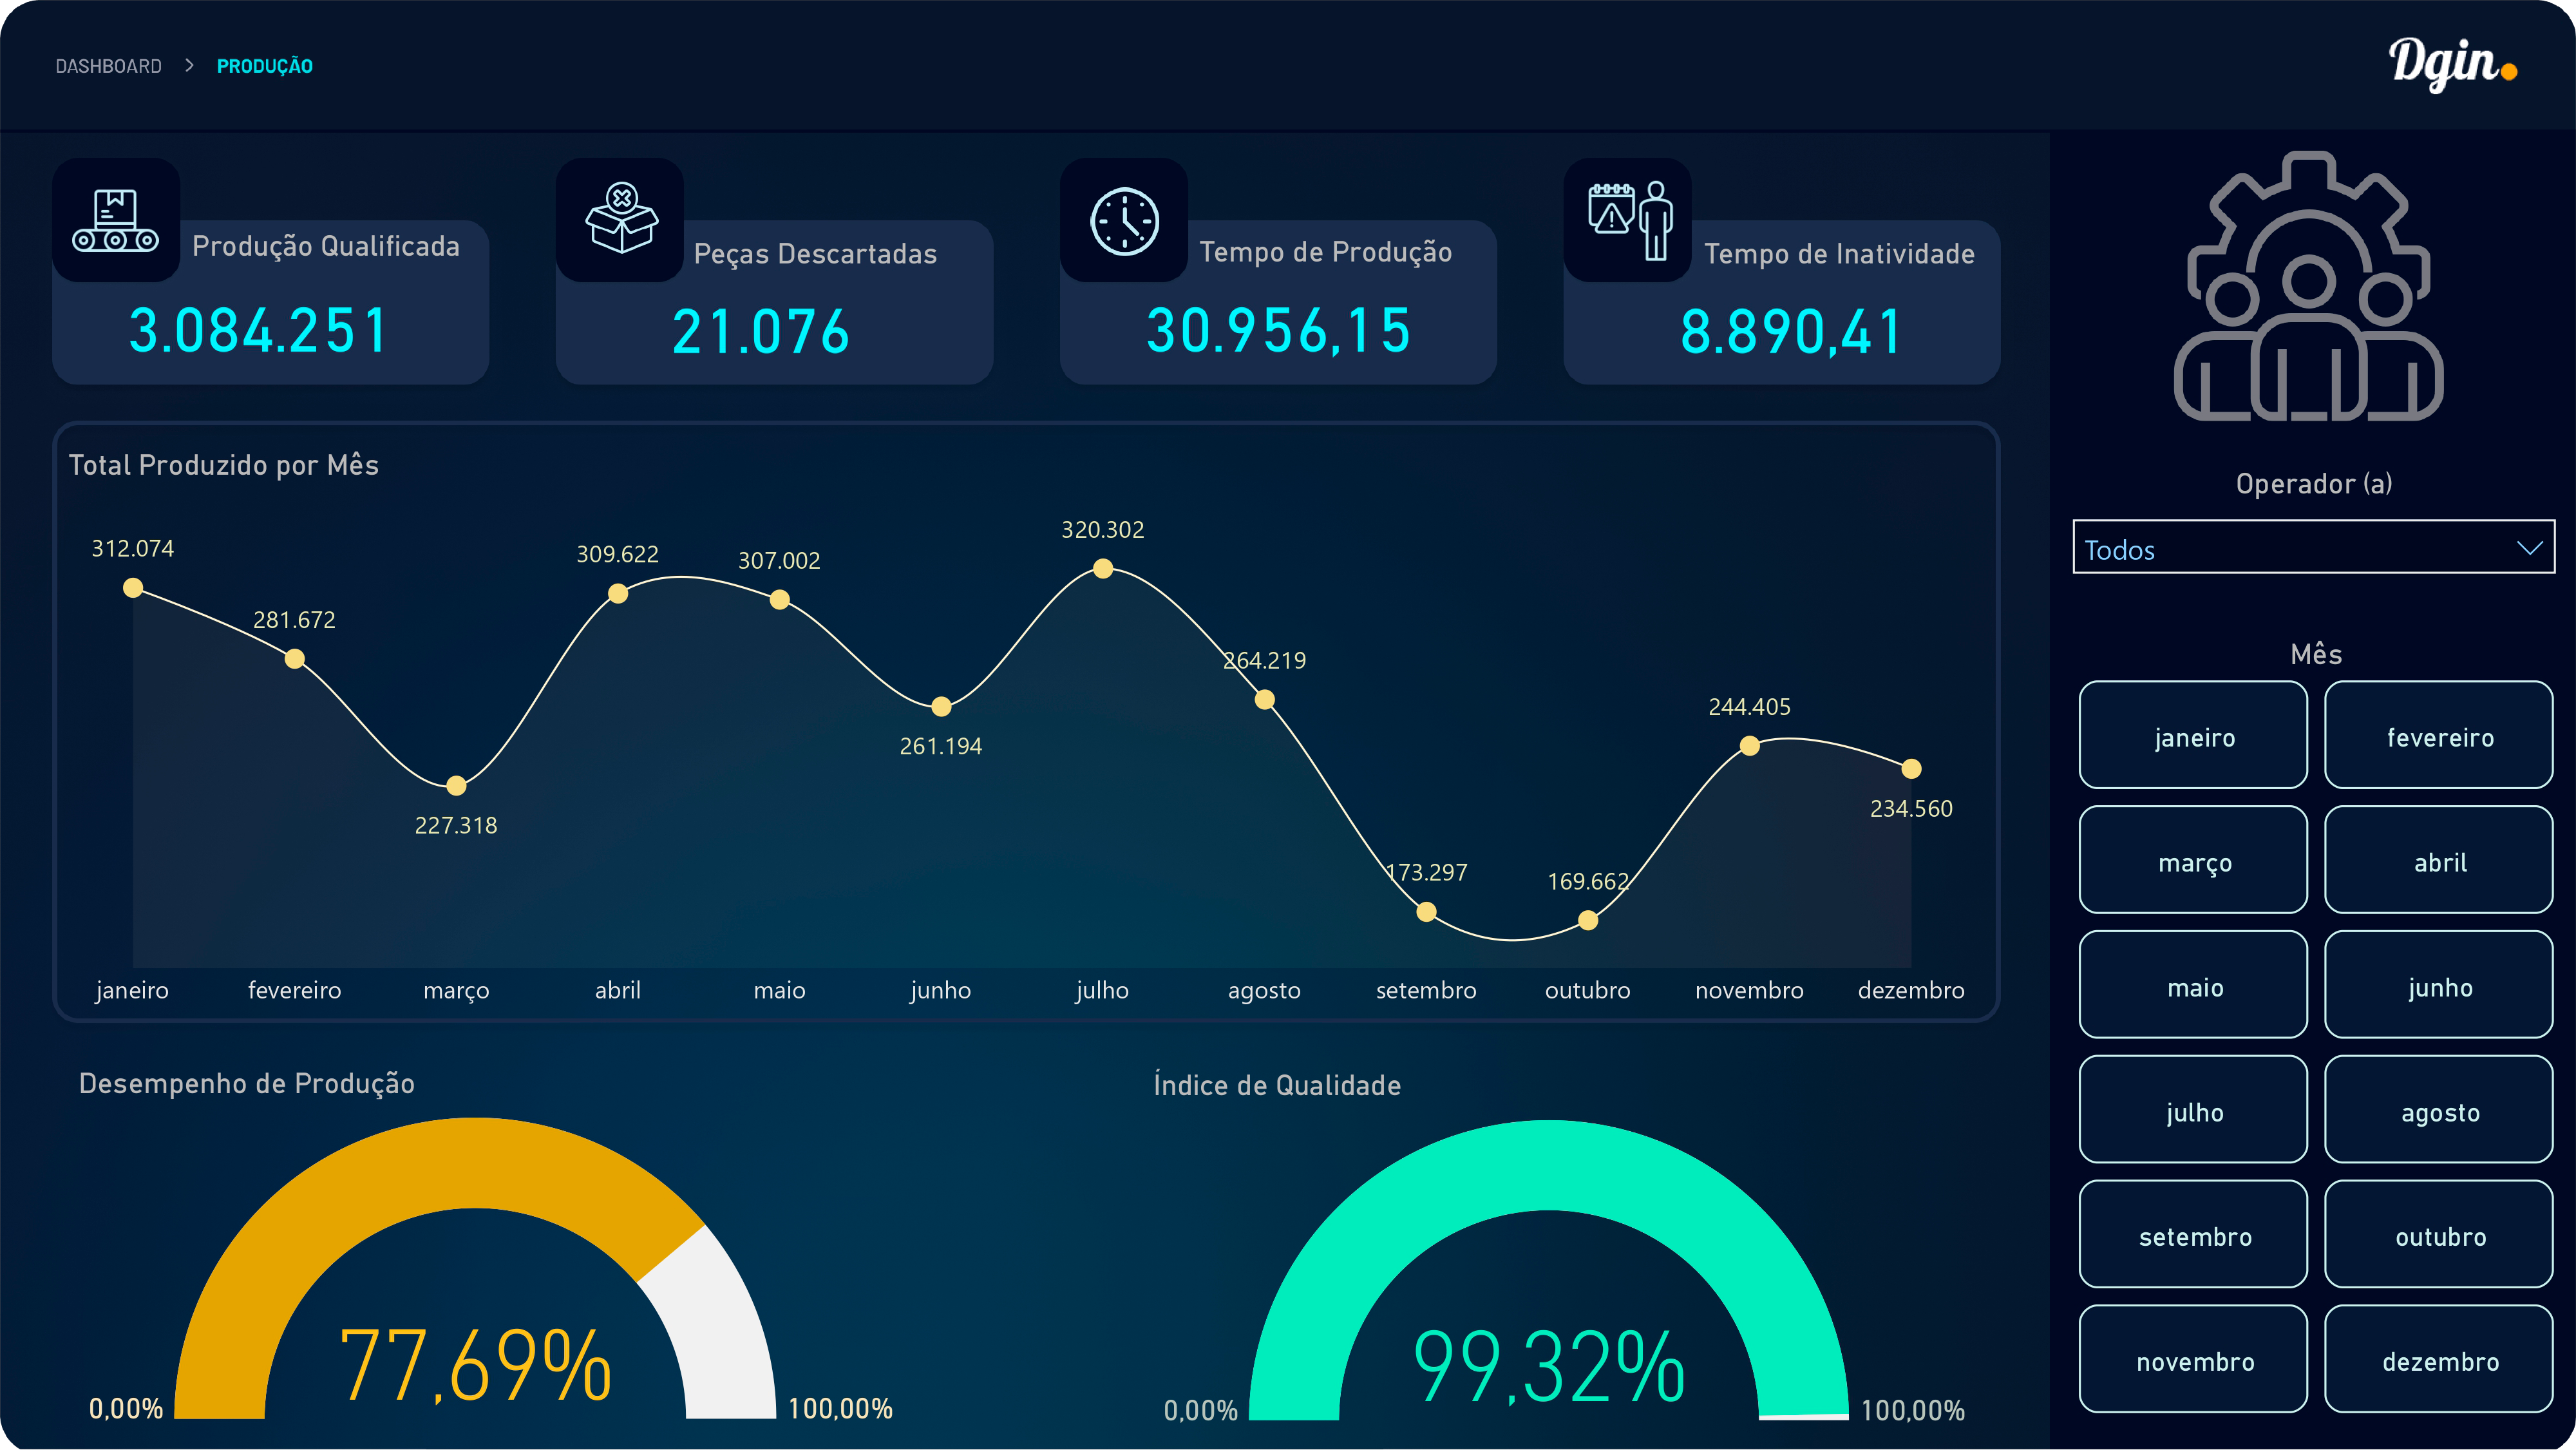 DASHBOARD > PRODUÇÃO
Dgin.
Produção Qualificada
3.084.251
Peças Descartadas
21.076
Tempo de Produção
30.956,15
Tempo de Inatividade
8.890,41
Total Produzido por Mês
312.074
281.672
227.318
309.622
307.002
261.194
320.302
264.219
173.297
169.662
244.405
234.560
janeiro fevereiro março abril maio junho julho agosto setembro outubro novembro dezembro
Desempenho de Produção
77,69%
0,00%
100,00%
Índice de Qualidade
99,32%
0,00%
100,00%
Operador (a)
Todos
Mês
janeiro fevereiro
março abril
maio junho
julho agosto
setembro outubro
novembro dezembro